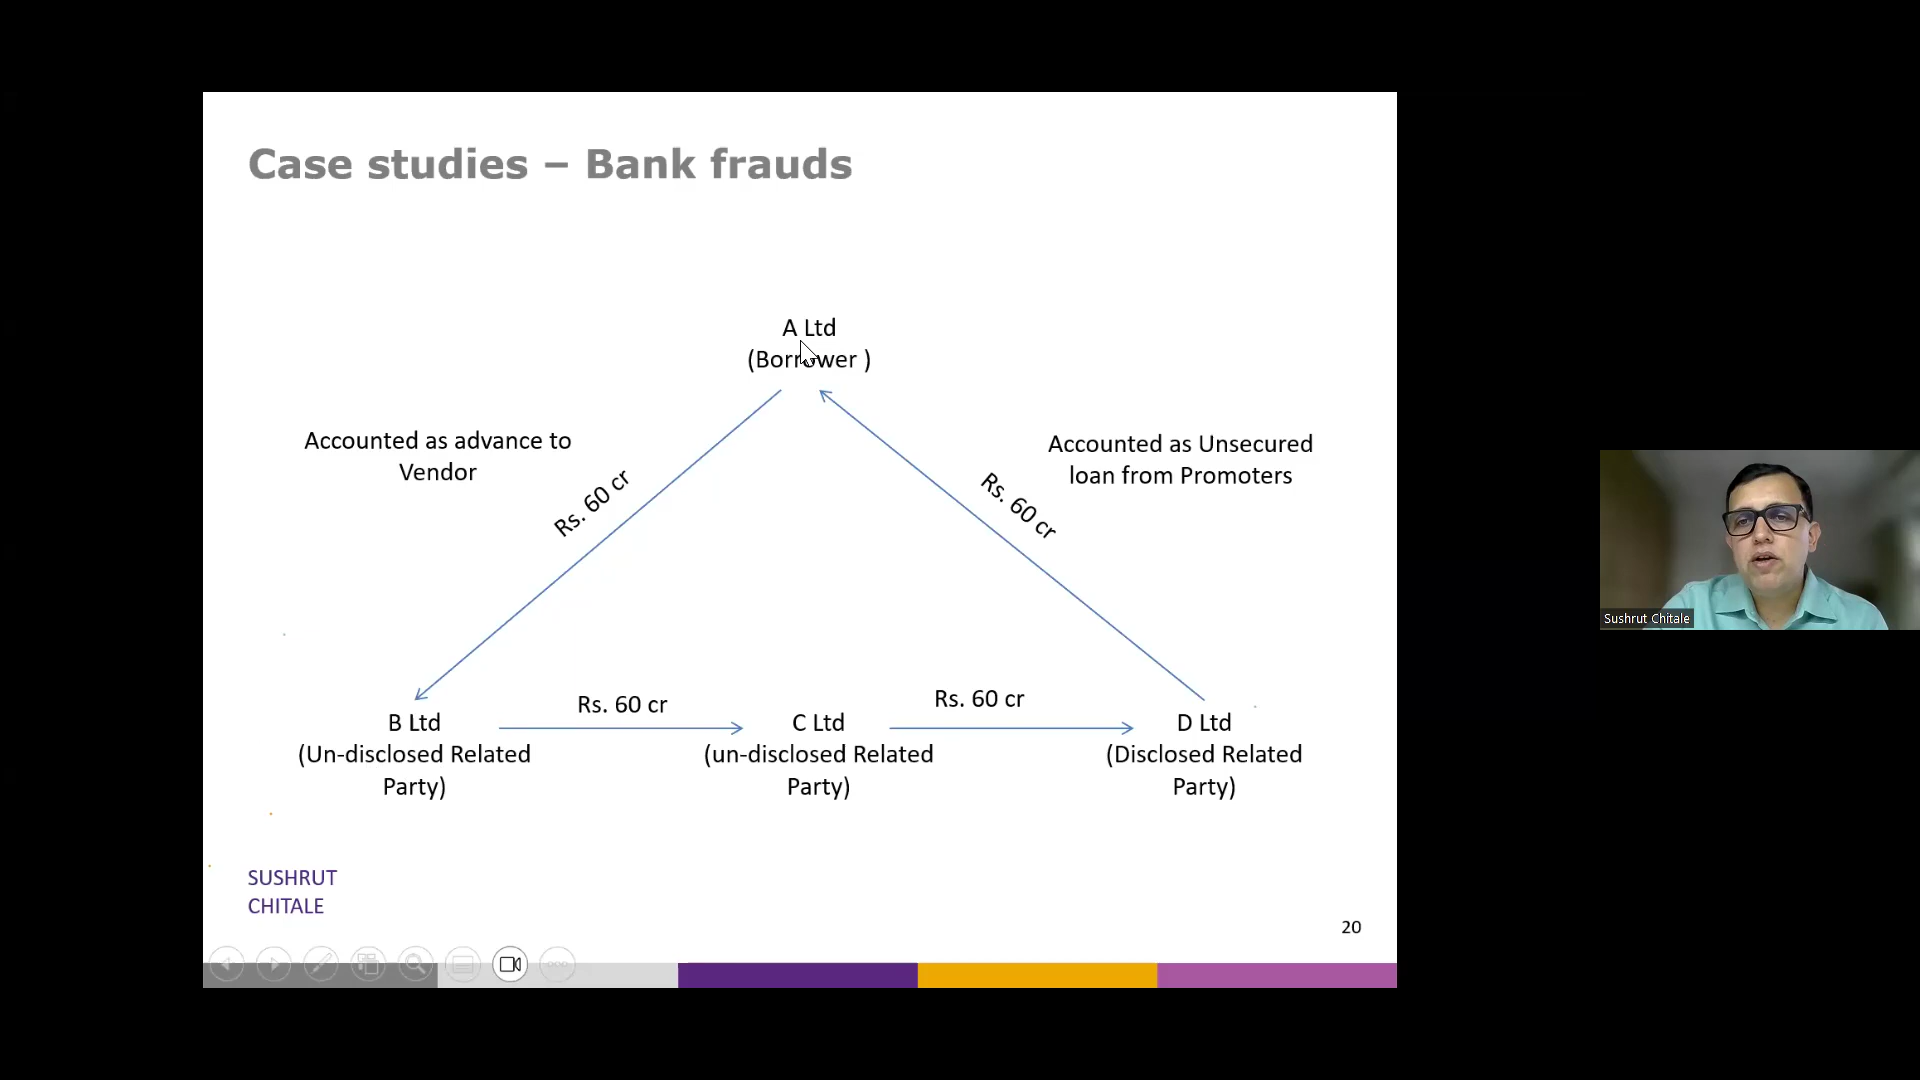 Case studies – Bank frauds
A Ltd
(Borrower )
Accounted as advance to
Vendor
Rs. 60 cr
Accounted as Unsecured
loan from Promoters
Rs. 60 cr
B Ltd
(Un-disclosed Related
Party)
Rs. 60 cr
C Ltd
(un-disclosed Related
Party)
Rs. 60 cr
D Ltd
(Disclosed Related
Party)
SUSHRUT
CHITALE
20
Sushrut Chitale